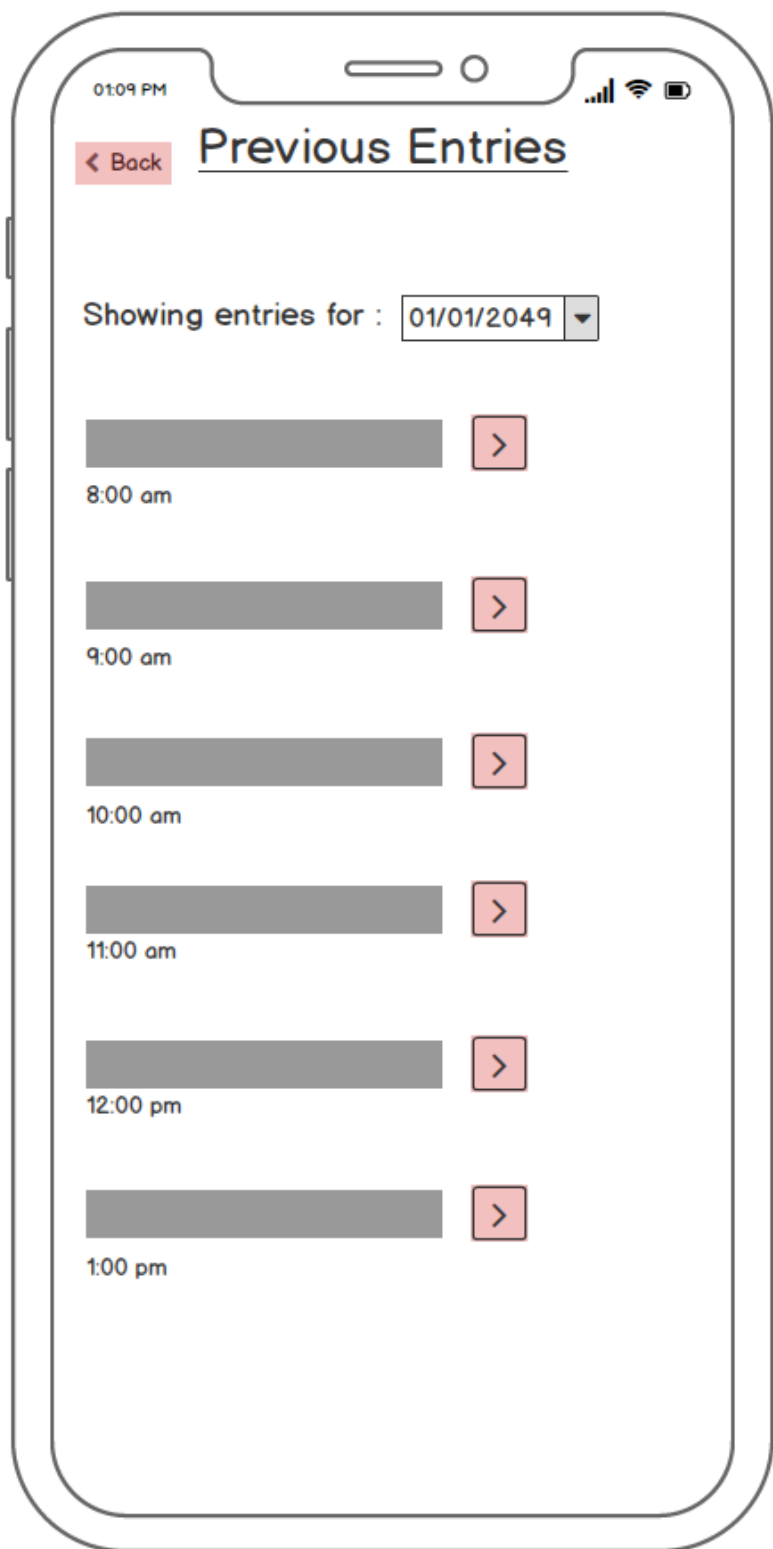 01:09 PM
Back
Previous Entries
Showing entries for : 01/01/2049
8:00 am
9:00 am
10:00 am
11:00 am
12:00 pm
1:00 pm